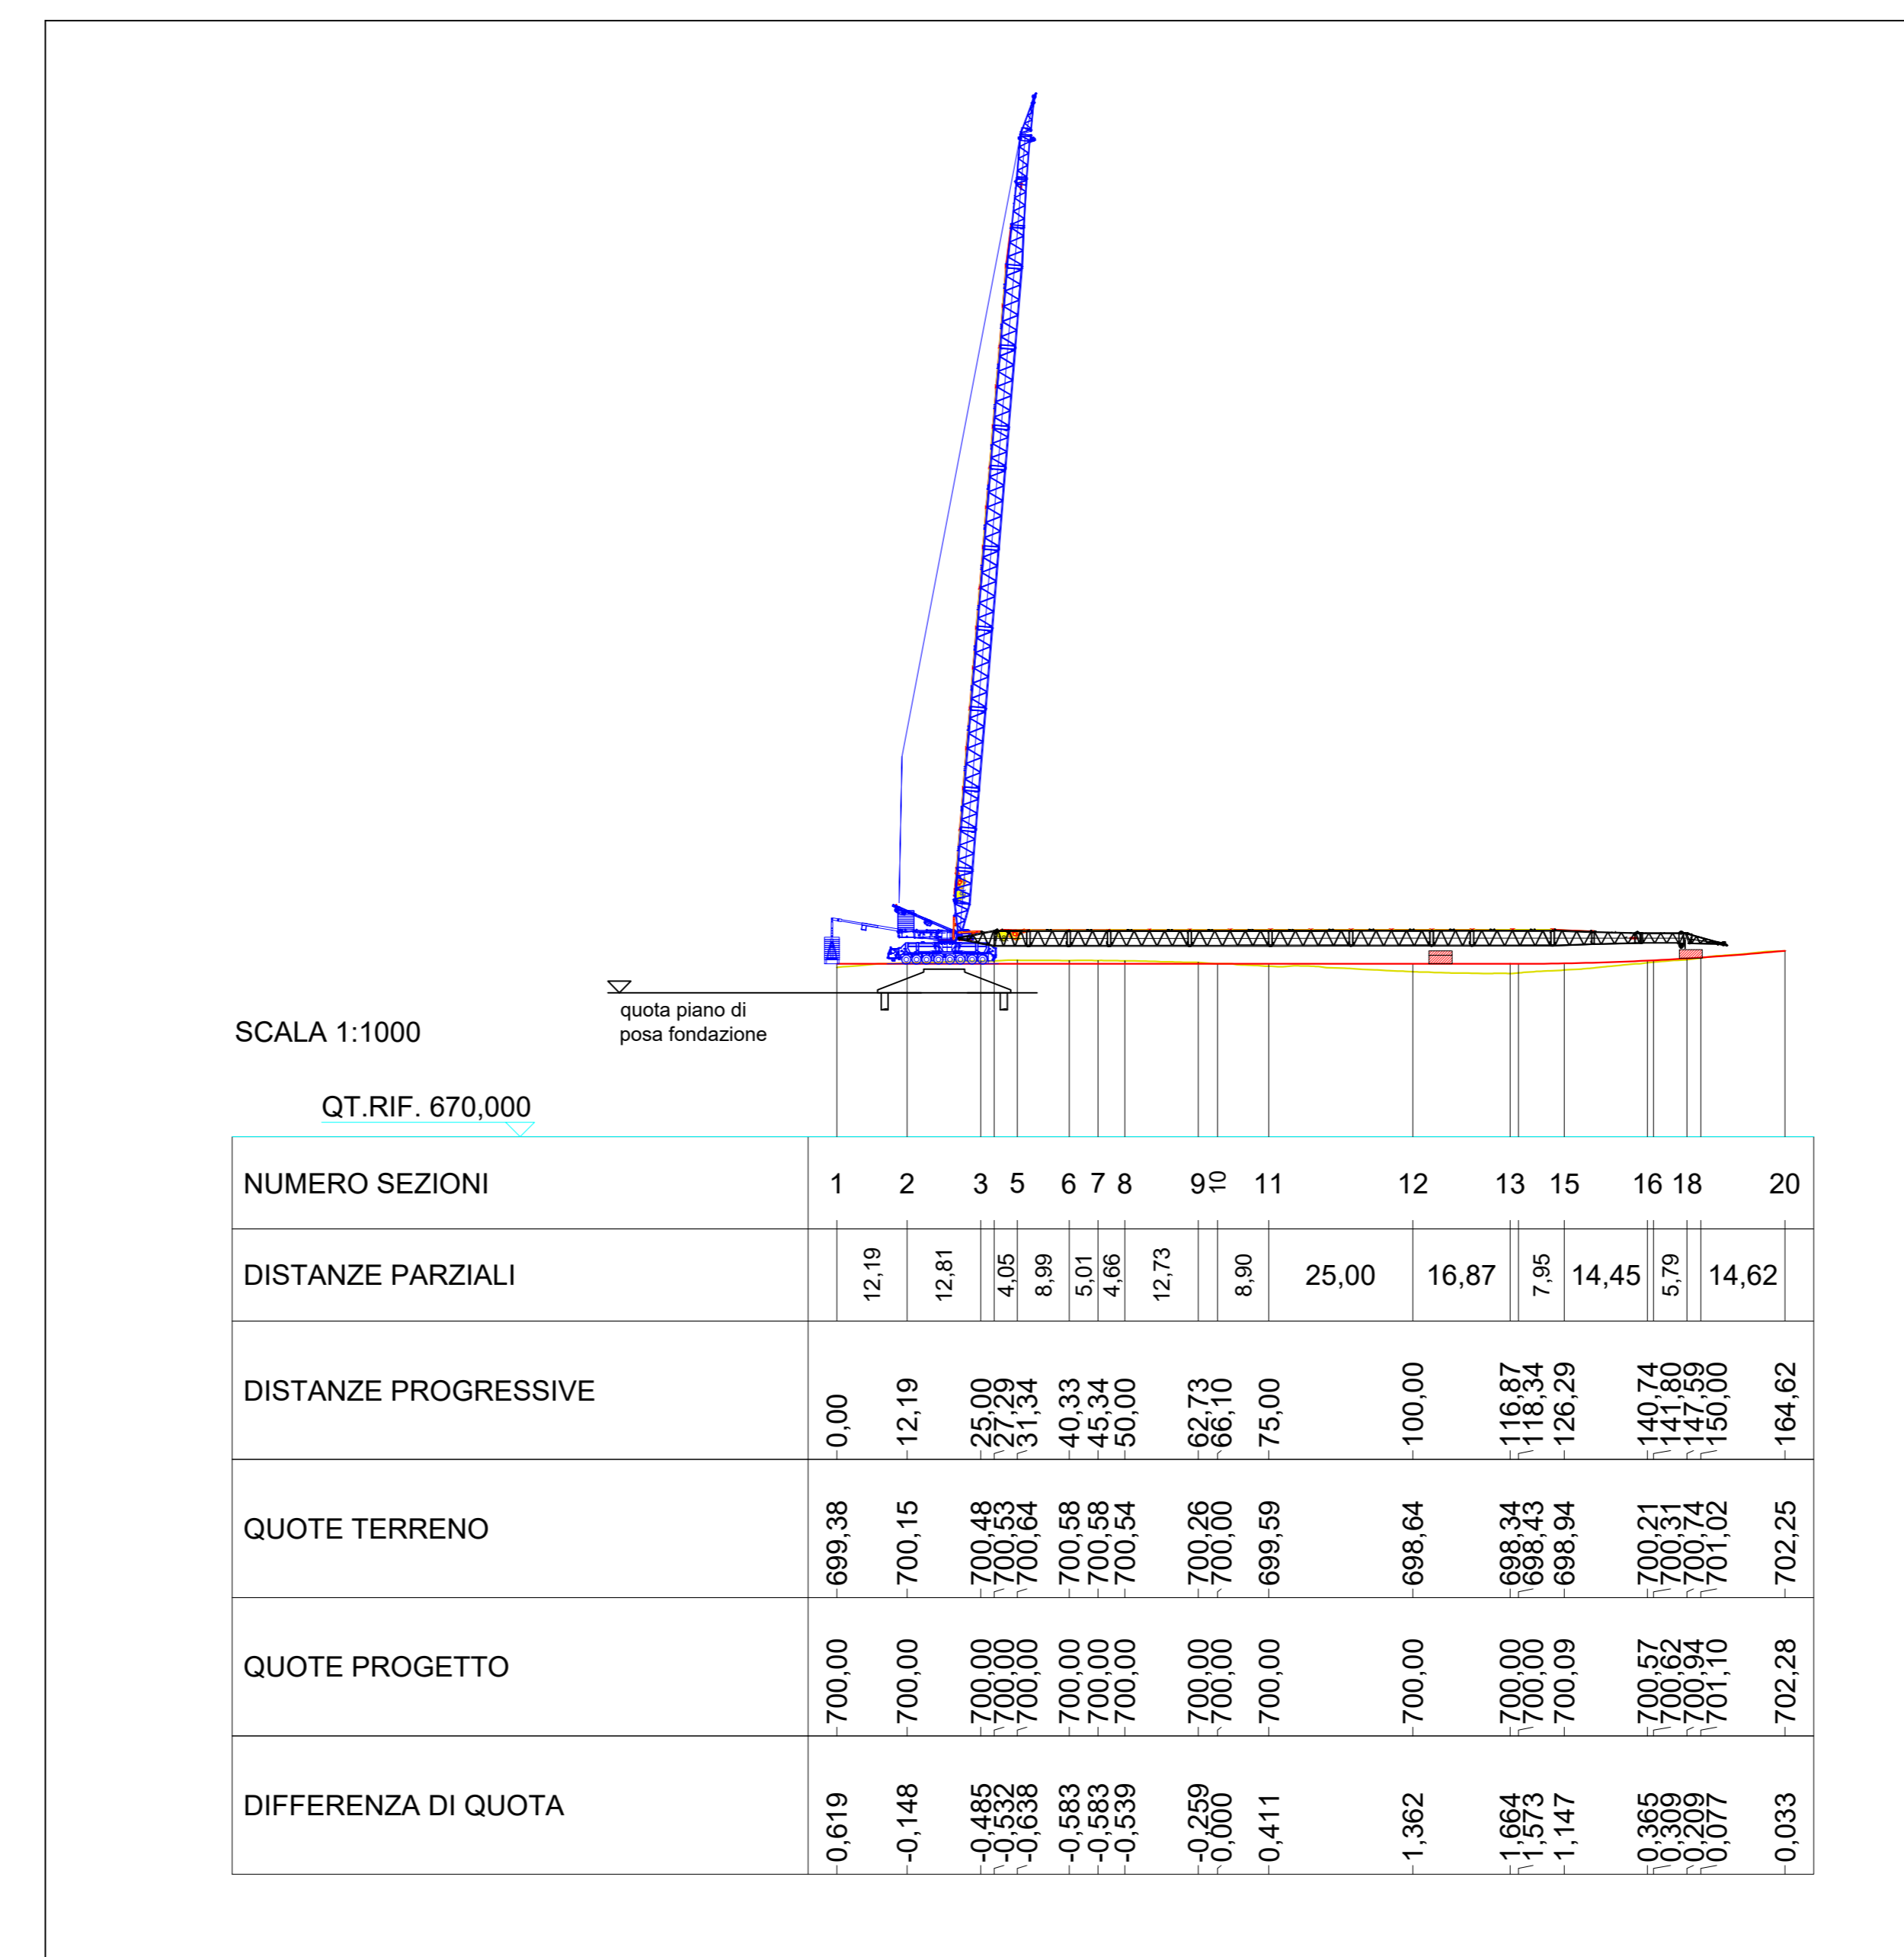 quota piano di
posa fondazione
SCALA 1:1000
QT.RIF. 670,000
NUMERO SEZIONI 1 2 3 5 6 7 8 9 10 11 12 13 15 16 18 20
DISTANZE PARZIALI 12,19 12,81 4,05 8,99 5,01 4,66 12,73 8,90 25,00 16,87 7,95 14,45 5,79 14,62
DISTANZE PROGRESSIVE 0,00 12,19 25,00 27,29 31,34 40,33 45,34 50,00 62,73 66,10 75,00 100,00 116,87 118,34 126,29 140,74 141,80 147,59 150,00 164,62
QUOTE TERRENO 699,38 700,15 700,48 700,53 700,64 700,58 700,58 700,54 700,26 700,00 699,59 698,64 698,34 698,43 698,94 700,21 700,31 700,74 701,02 702,25
QUOTE PROGETTO 700,00 700,00 700,00 700,00 700,00 700,00 700,00 700,00 700,00 700,00 700,00 700,00 700,00 700,00 700,09 700,57 700,62 700,94 701,10 702,28
DIFFERENZA DI QUOTA 0,619 -0,148 -0,485 -0,532 -0,638 -0,583 -0,583 -0,539 -0,259 0,000 0,411 1,362 1,664 1,573 1,147 0,365 0,309 0,209 0,077 0,033